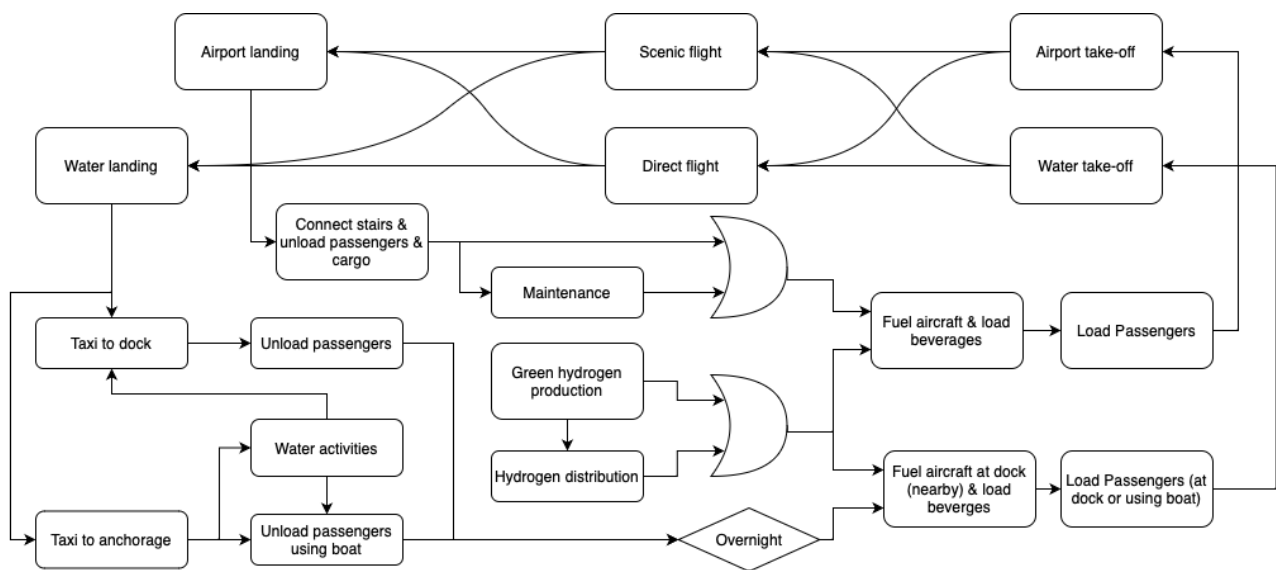 Airport landing
Scenic flight
Airport take-off
Water landing
Direct flight
Water take-off
Connect stairs &
unload passengers &
cargo
Maintenance
Fuel aircraft & load
beverages
Load Passengers
Taxi to dock
Unload passengers
Green hydrogen
production
Water activities
Hydrogen distribution
Fuel aircraft at dock
(nearby) & load
beverges
Load Passengers (at
dock or using boat)
Taxi to anchorage
Unload passengers
using boat
Overnight